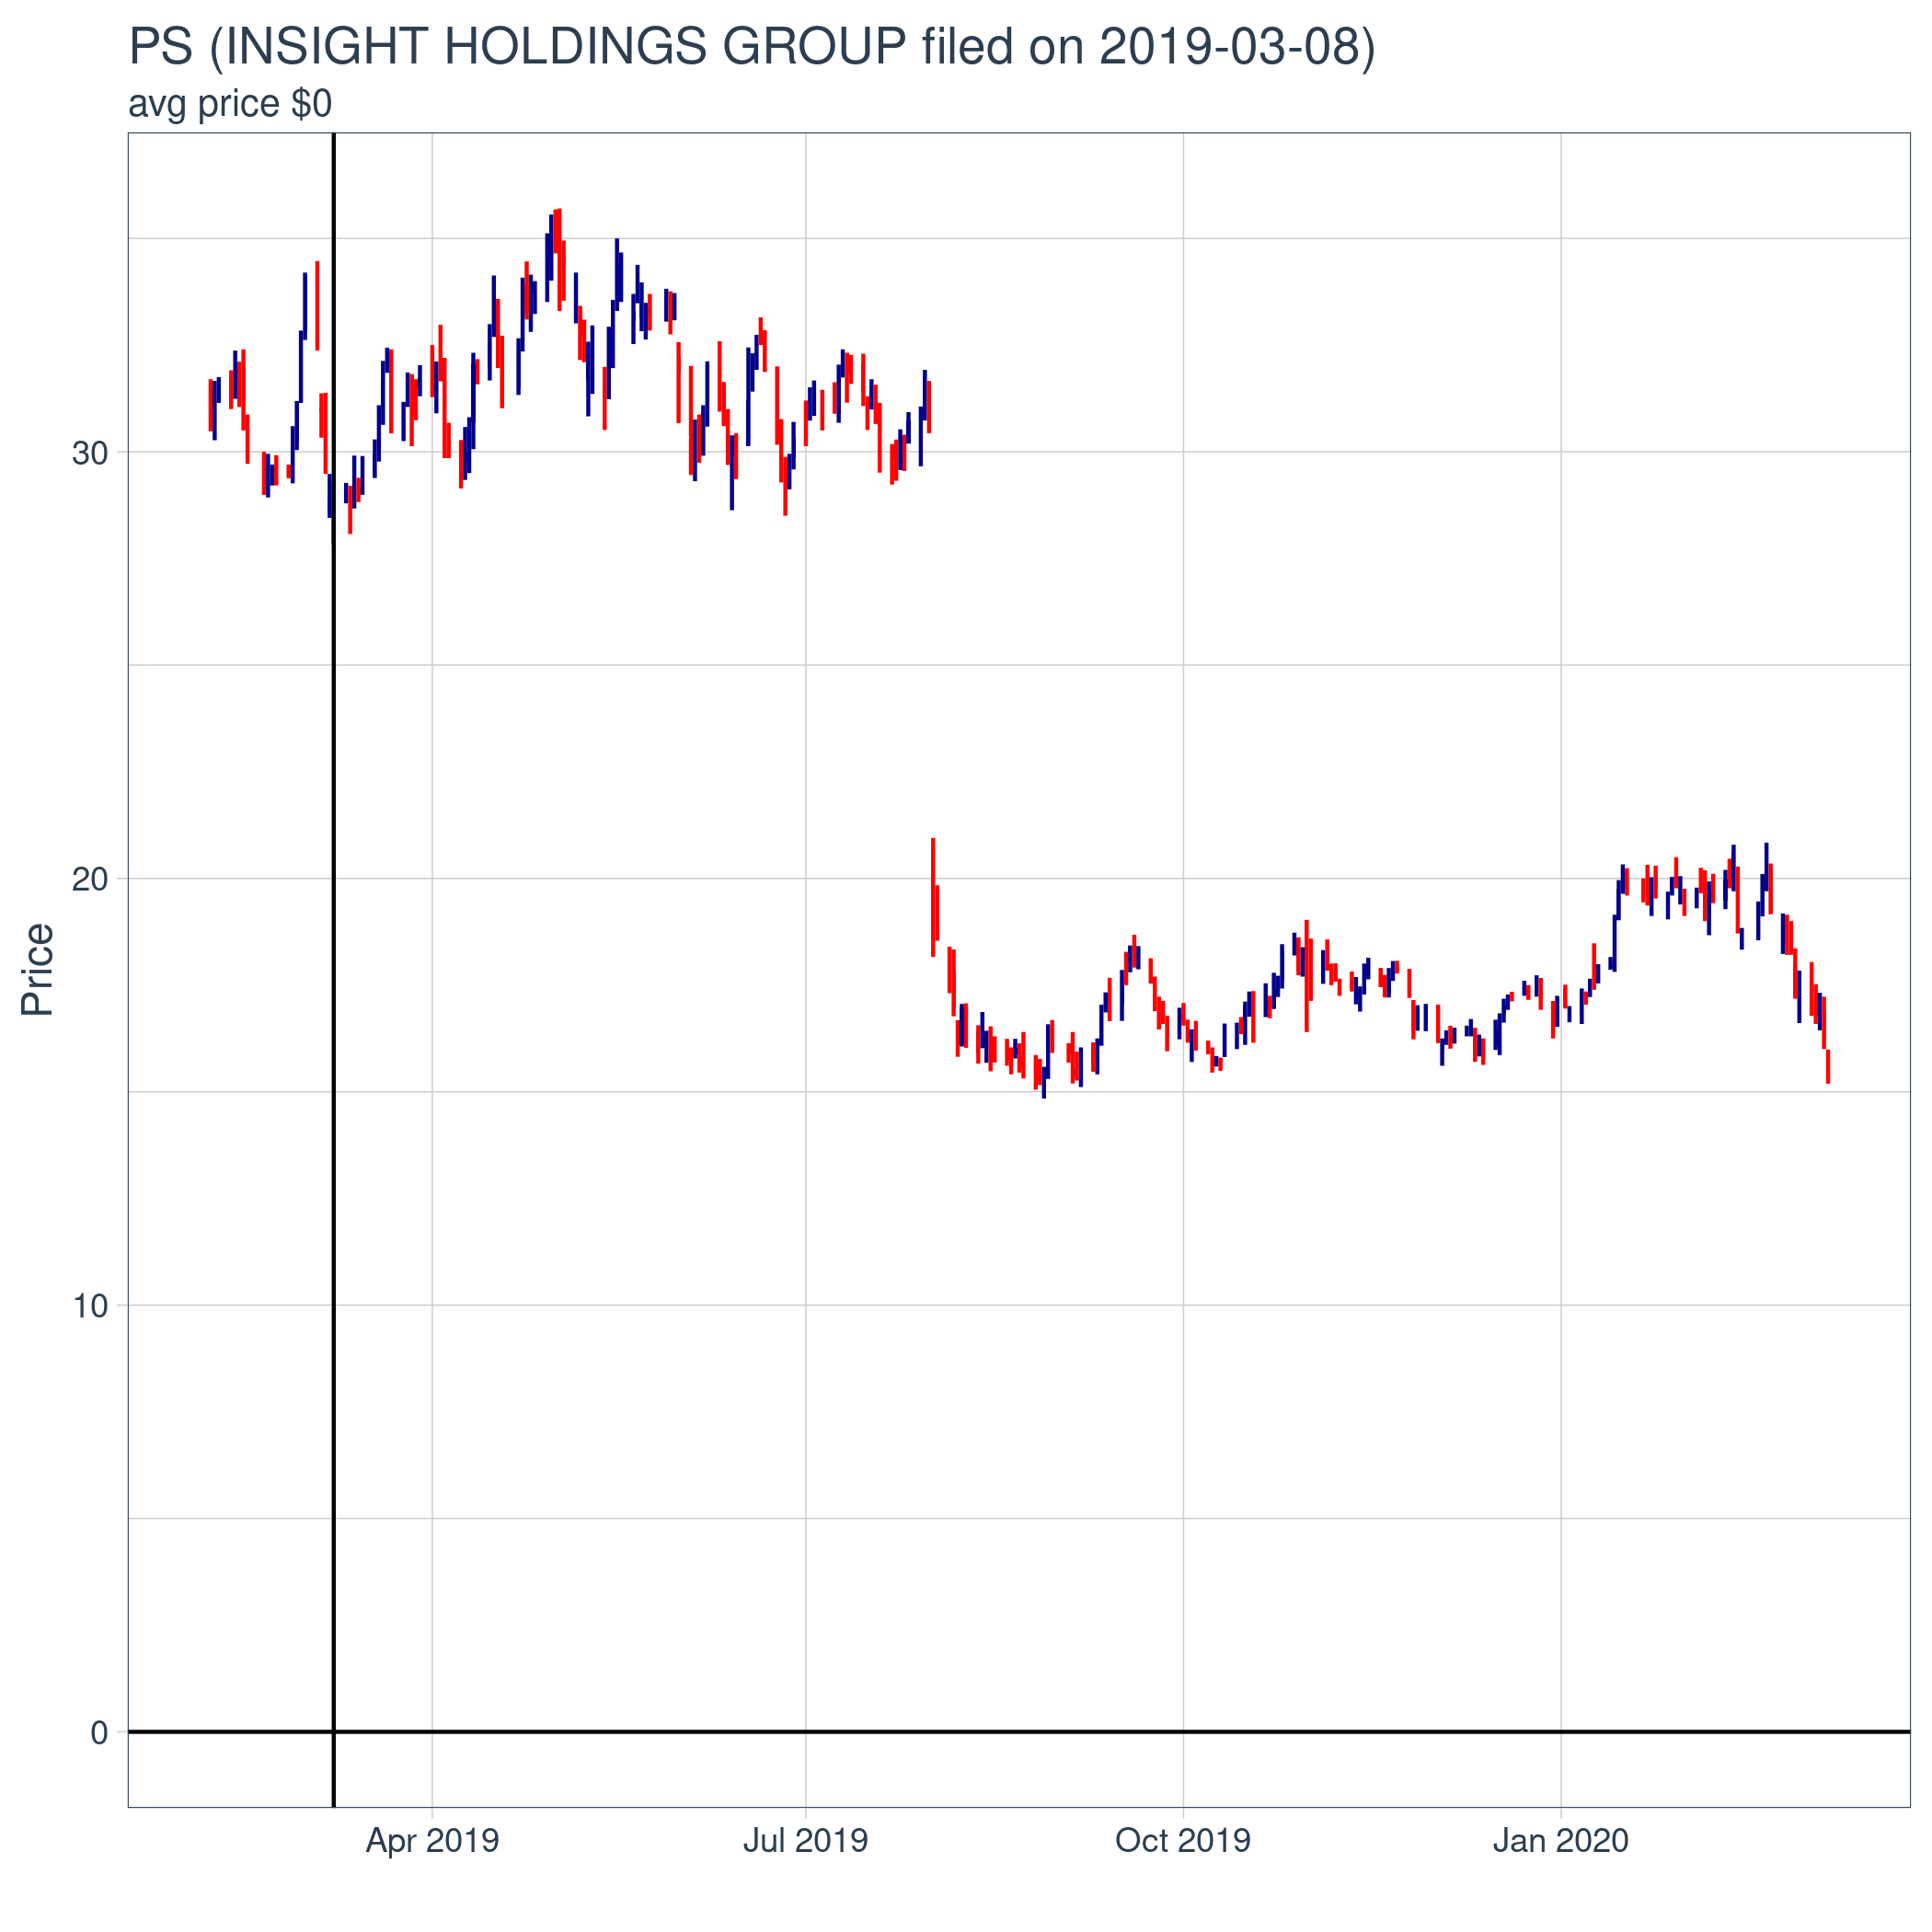 PS (INSIGHT HOLDINGS GROUP filed on 2019-03-08)
avg price $0
Price
30
20
10
0
Apr 2019
Jul 2019
Oct 2019
Jan 2020